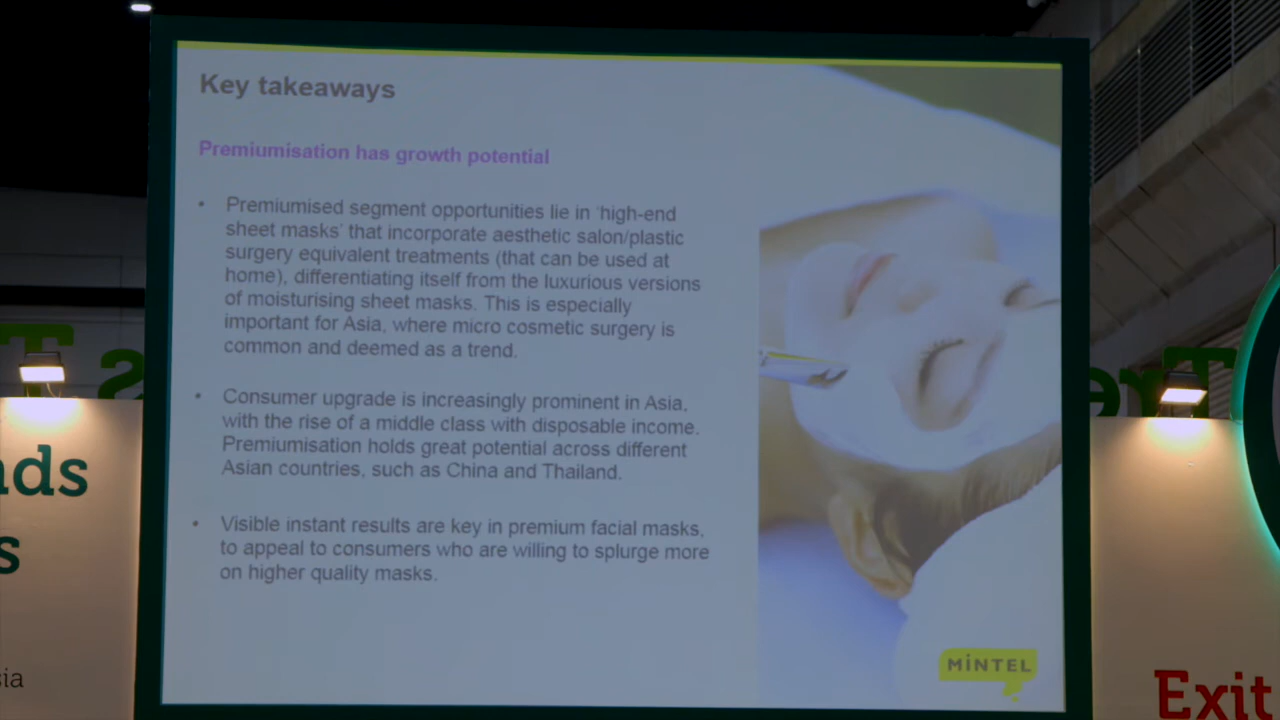 Key takeaways
Premiumisation has growth potential
• Premiumised segment opportunities lie in 'high-end
sheet masks' that incorporate aesthetic salon/plastic
surgery equivalent treatments (that can be used at
home), differentiating itself from the luxurious versions
of moisturising sheet masks. This is especially
important for Asia, where micro cosmetic surgery is
common and deemed as a trend.
• Consumer upgrade is increasingly prominent in Asia,
with the rise of a middle class with disposable income.
Premiumisation holds great potential across different
Asian countries, such as China and Thailand.
• Visible instant results are key in premium facial masks,
to appeal to consumers who are willing to splurge more
on higher quality masks.
MiNTEL
nds
s
sia
Exit